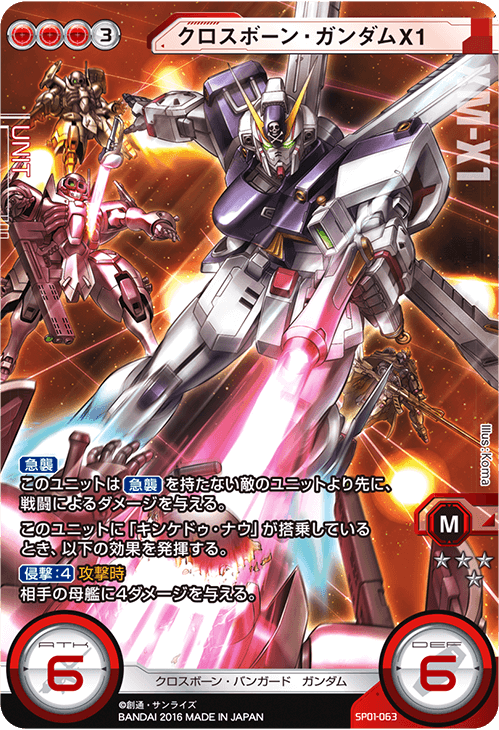 3
クロスボーン・ガンダムX1
XM-X1
UNIT
Illus:Koma
急襲
このユニットは 急襲 を持たない敵のユニットより先に、
戦闘によるダメージを与える。
このユニットに「キンケドゥ・ナウ」が搭乗している
とき、以下の効果を発揮する。
侵撃:4 攻撃時
相手の母艦に4ダメージを与える。
M
ATK
6
DEF
6
クロスボーン・バンガード ガンダム
©創通・サンライズ
BANDAI 2016 MADE IN JAPAN
SP01-063